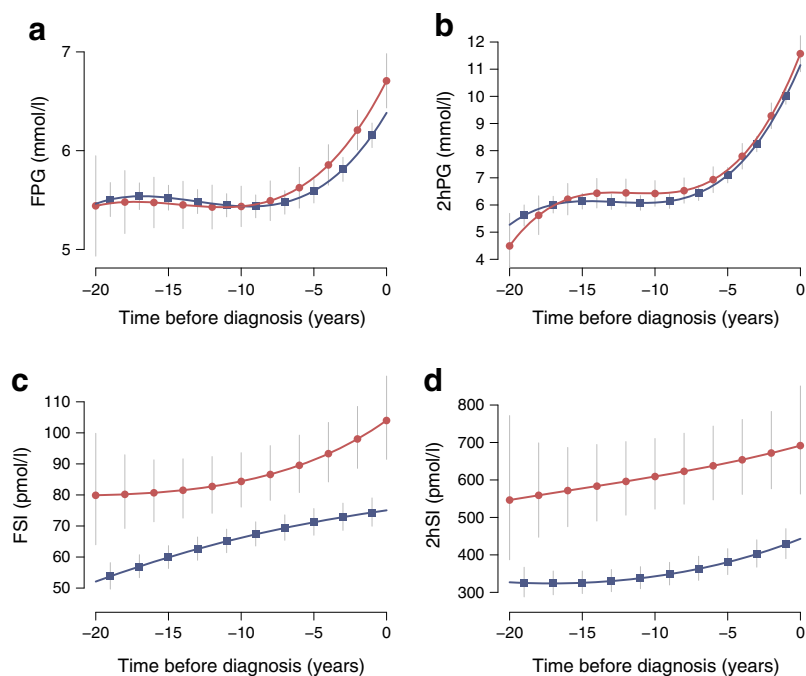 a
FPG (mmol/l)
7
6
5
−20 −15 −10 −5 0
Time before diagnosis (years)
b
2hPG (mmol/l)
12
11
10
9
8
7
6
5
4
−20 −15 −10 −5 0
Time before diagnosis (years)
c
FSI (pmol/l)
110
100
90
80
70
60
50
−20 −15 −10 −5 0
Time before diagnosis (years)
d
2hSI (pmol/l)
800
700
600
500
400
300
−20 −15 −10 −5 0
Time before diagnosis (years)